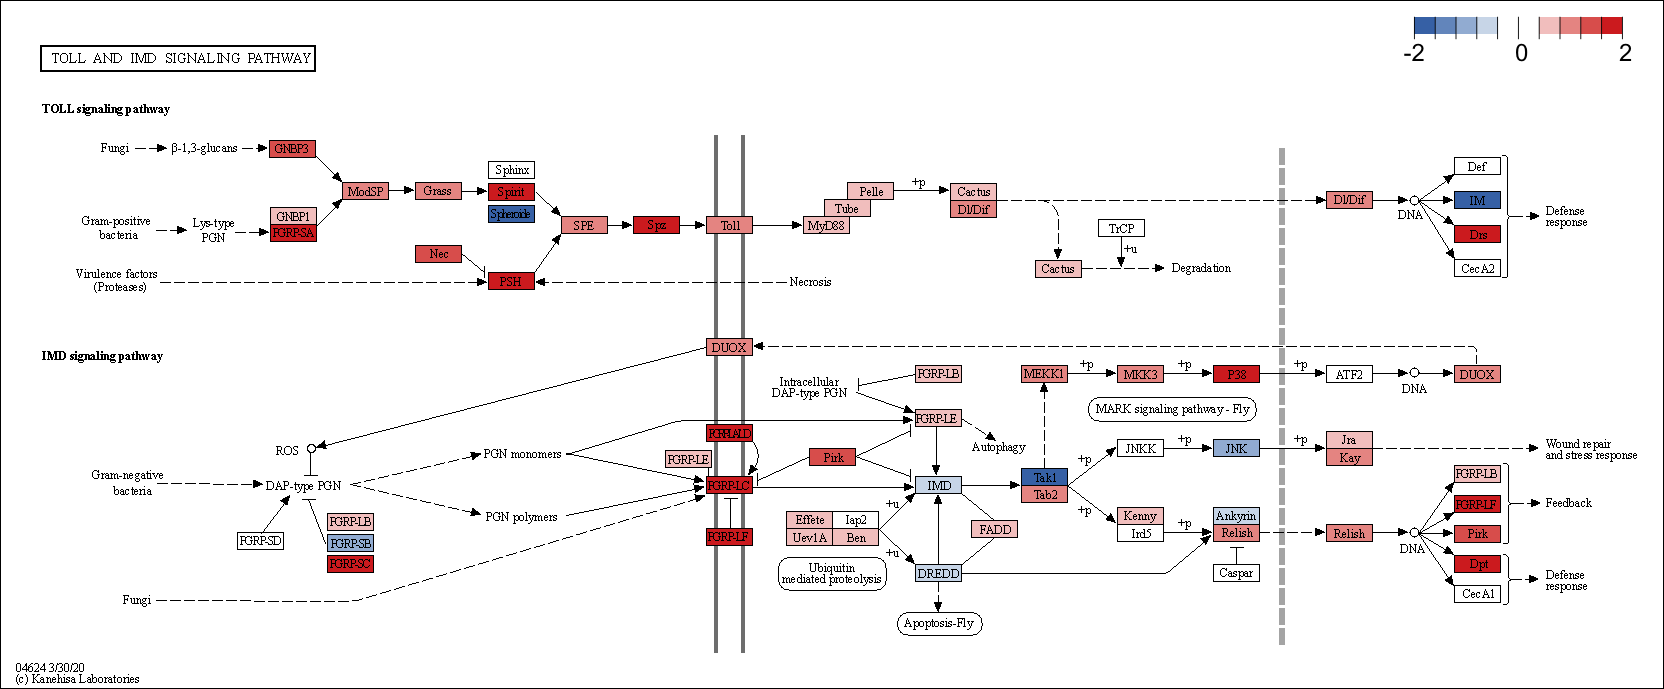 -2 0 2
TOLL AND IMD SIGNALING PATHWAY
TOLL signaling pathway
Fungi
β-1,3-glucans
GNBP3
Sphinx
ModSP
Grass
Spirit
Spheroide
Gram-positive
bacteria
Lys-type
PGN
GNBP1
PGRP-SA
SPE
Spz
Toll
Nec
Virulence factors
(Proteases)
PSH
Necrosis
Pelle
+p
Cactus
Tube
Dl/Dif
MyD88
TrCP
+u
Cactus
Degradation
Dl/Dif
DNA
Def
IM
Drs
CecA2
Defense
response
IMD signaling pathway
DUOX
Intracellular
DAP-type PGN
PGRP-LB
PGRP-LE
Autophagy
MEKK1
+p
MKK3
+p
P38
+p
ATF2
DNA
DUOX
MARK signaling pathway - Fly
ROS
PGN monomers
PGRP-LE
PGRP-LC
Pirk
Gram-negative
bacteria
DAP-type PGN
PGN polymers
PGRP-LB
PGRP-SD
PGRP-SB
PGRP-SC
PGRP-LF
Fungi
IMD
Tak1
Tab2
+p
+p
JNKK
+p
JNK
+p
Jra
Kay
Wound repair
and stress response
+u
Effete
Iap2
Uev1A
Ben
+u
FADD
DREDD
Ubiquitin
mediated proteolysis
Apoptosis-Fly
Kenny
Ird5
+p
Ankyrin
Relish
Caspar
Relish
DNA
PGRP-LB
PGRP-LF
Pirk
Feedback
Dpt
CecA1
Defense
response
04624 3/30/20
(c) Kanehisa Laboratories